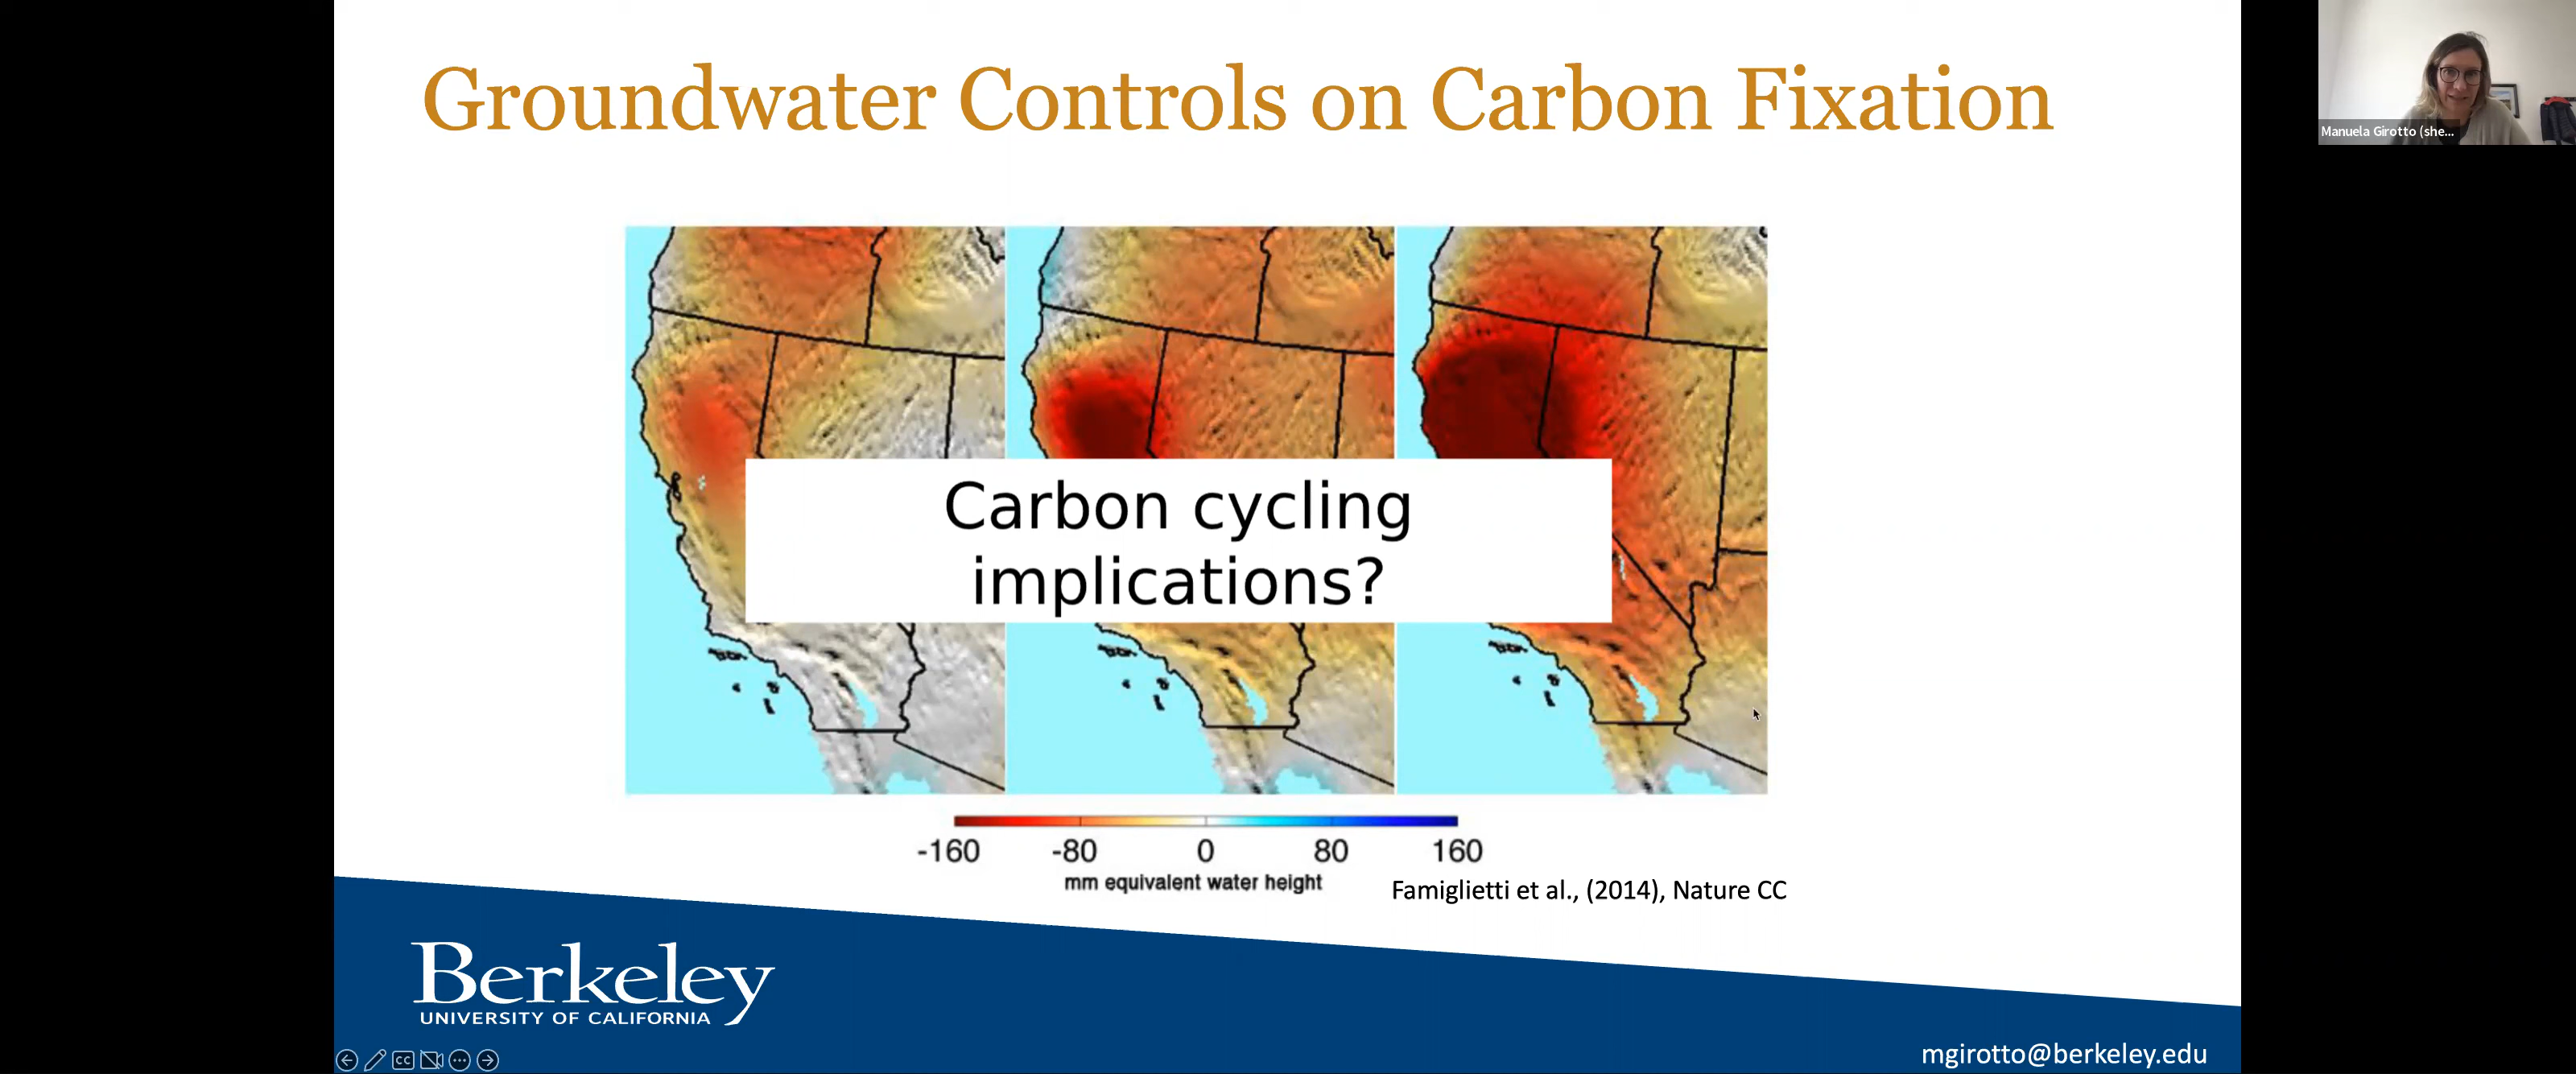 Groundwater Controls on Carbon Fixation
Manuela Girotto (she...
Carbon cycling
implications?
-160 -80 0 80 160
mm equivalent water height
Famiglietti et al., (2014), Nature CC
Berkeley
UNIVERSITY OF CALIFORNIA
CC
mgirotto@berkeley.edu